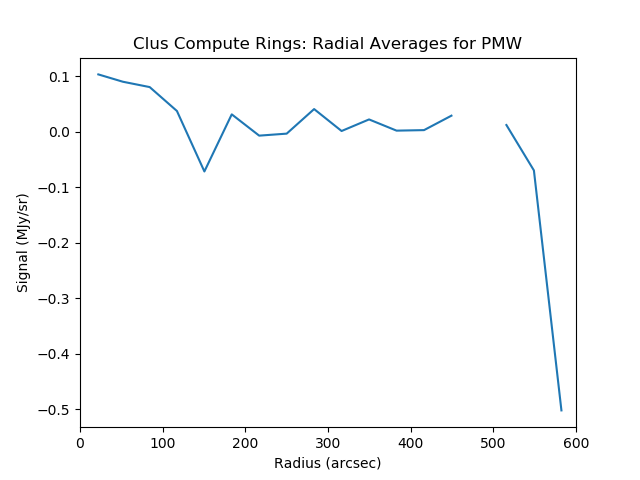 Clus Compute Rings: Radial Averages for PMW
0.1
0.0
−0.1
−0.2
−0.3
−0.4
−0.5
Signal (MJy/sr)
0 100 200 300 400 500 600
Radius (arcsec)